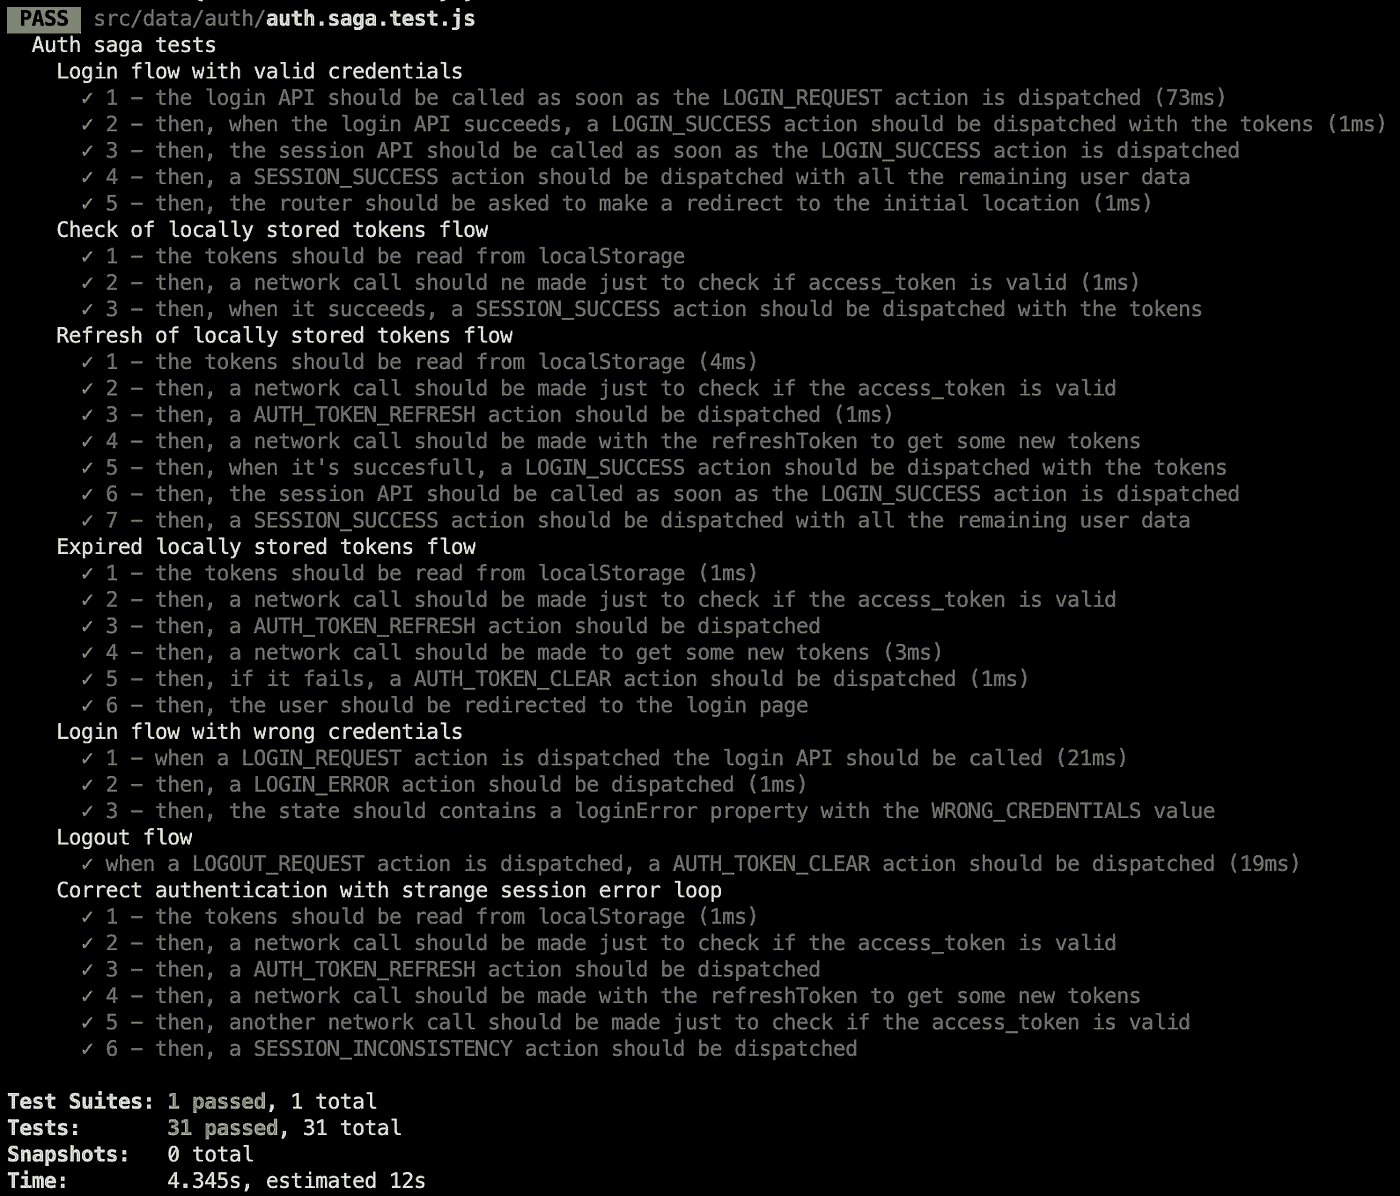 PASS src/data/auth/auth.saga.test.js
Auth saga tests
Login flow with valid credentials
✓ 1 – the login API should be called as soon as the LOGIN_REQUEST action is dispatched (73ms)
✓ 2 – then, when the login API succeeds, a LOGIN_SUCCESS action should be dispatched with the tokens (1ms)
✓ 3 – then, the session API should be called as soon as the LOGIN_SUCCESS action is dispatched
✓ 4 – then, a SESSION_SUCCESS action should be dispatched with all the remaining user data
✓ 5 – then, the router should be asked to make a redirect to the initial location (1ms)
Check of locally stored tokens flow
✓ 1 – the tokens should be read from localStorage
✓ 2 – then, a network call should ne made just to check if access_token is valid (1ms)
✓ 3 – then, when it succeeds, a SESSION_SUCCESS action should be dispatched with the tokens
Refresh of locally stored tokens flow
✓ 1 – the tokens should be read from localStorage (4ms)
✓ 2 – then, a network call should be made just to check if the access_token is valid
✓ 3 – then, a AUTH_TOKEN_REFRESH action should be dispatched (1ms)
✓ 4 – then, a network call should be made with the refreshToken to get some new tokens
✓ 5 – then, when it's succesfull, a LOGIN_SUCCESS action should be dispatched with the tokens
✓ 6 – then, the session API should be called as soon as the LOGIN_SUCCESS action is dispatched
✓ 7 – then, a SESSION_SUCCESS action should be dispatched with all the remaining user data
Expired locally stored tokens flow
✓ 1 – the tokens should be read from localStorage (1ms)
✓ 2 – then, a network call should be made just to check if the access_token is valid
✓ 3 – then, a AUTH_TOKEN_REFRESH action should be dispatched
✓ 4 – then, a network call should be made to get some new tokens (3ms)
✓ 5 – then, if it fails, a AUTH_TOKEN_CLEAR action should be dispatched (1ms)
✓ 6 – then, the user should be redirected to the login page
Login flow with wrong credentials
✓ 1 – when a LOGIN_REQUEST action is dispatched the login API should be called (21ms)
✓ 2 – then, a LOGIN_ERROR action should be dispatched (1ms)
✓ 3 – then, the state should contains a loginError property with the WRONG_CREDENTIALS value
Logout flow
✓ when a LOGOUT_REQUEST action is dispatched, a AUTH_TOKEN_CLEAR action should be dispatched (19ms)
Correct authentication with strange session error loop
✓ 1 – the tokens should be read from localStorage (1ms)
✓ 2 – then, a network call should be made just to check if the access_token is valid
✓ 3 – then, a AUTH_TOKEN_REFRESH action should be dispatched
✓ 4 – then, a network call should be made with the refreshToken to get some new tokens
✓ 5 – then, another network call should be made just to check if the access_token is valid
✓ 6 – then, a SESSION_INCONSISTENCY action should be dispatched
Test Suites: 1 passed, 1 total
Tests: 31 passed, 31 total
Snapshots: 0 total
Time: 4.345s, estimated 12s